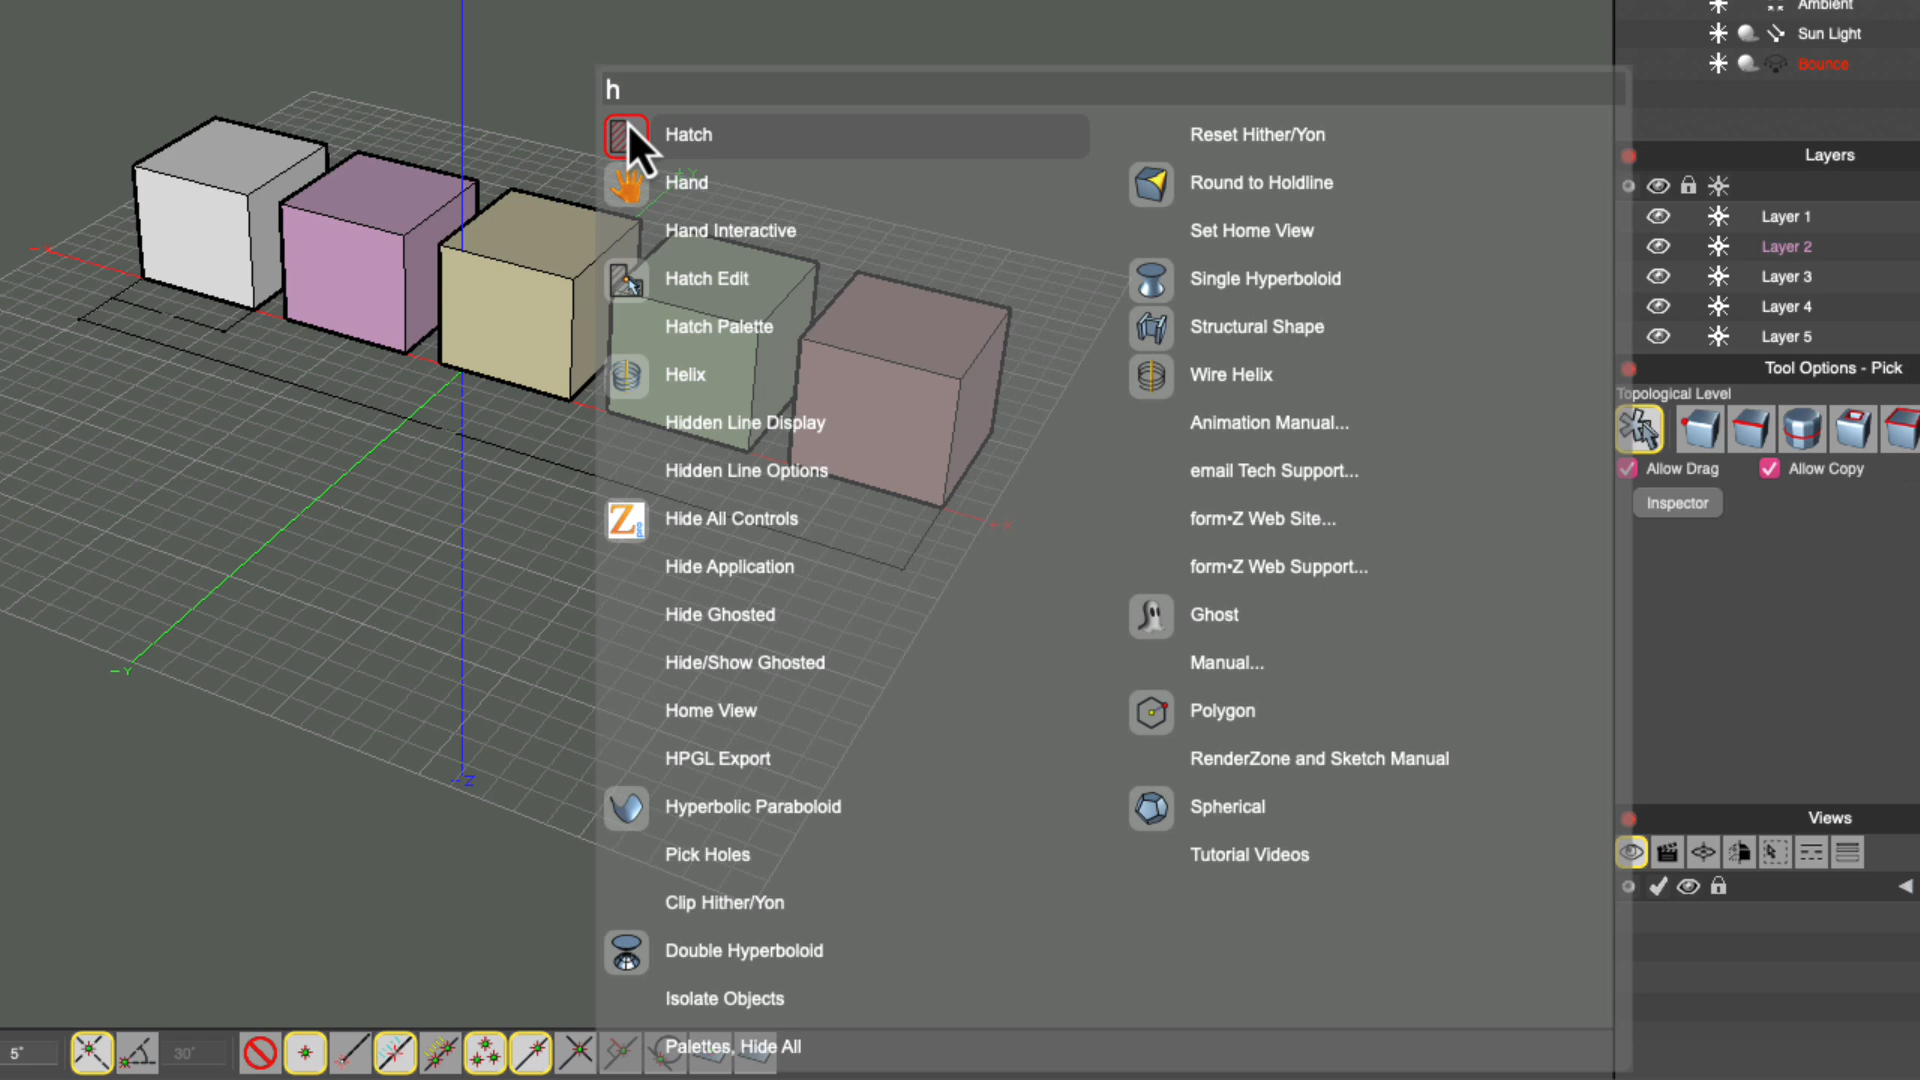 h
Hatch
Hand
Hand Interactive
Hatch Edit
Hatch Palette
Helix
Hidden Line Display
Hidden Line Options
Hide All Controls
Hide Application
Hide Ghosted
Hide/Show Ghosted
Home View
HPGL Export
Hyperbolic Paraboloid
Pick Holes
Clip Hither/Yon
Double Hyperboloid
Isolate Objects
Palettes, Hide All
Reset Hither/Yon
Round to Holdline
Set Home View
Single Hyperboloid
Structural Shape
Wire Helix
Animation Manual...
email Tech Support...
form•Z Web Site...
form•Z Web Support...
Ghost
Manual...
Polygon
RenderZone and Sketch Manual
Spherical
Tutorial Videos
Ambient
Sun Light
Bounce
Layers
Layer 1
Layer 2
Layer 3
Layer 4
Layer 5
Tool Options - Pick
Topological Level
Allow Drag
Allow Copy
Inspector
Views
-Y
-Z
+Y
+X
5"
30°